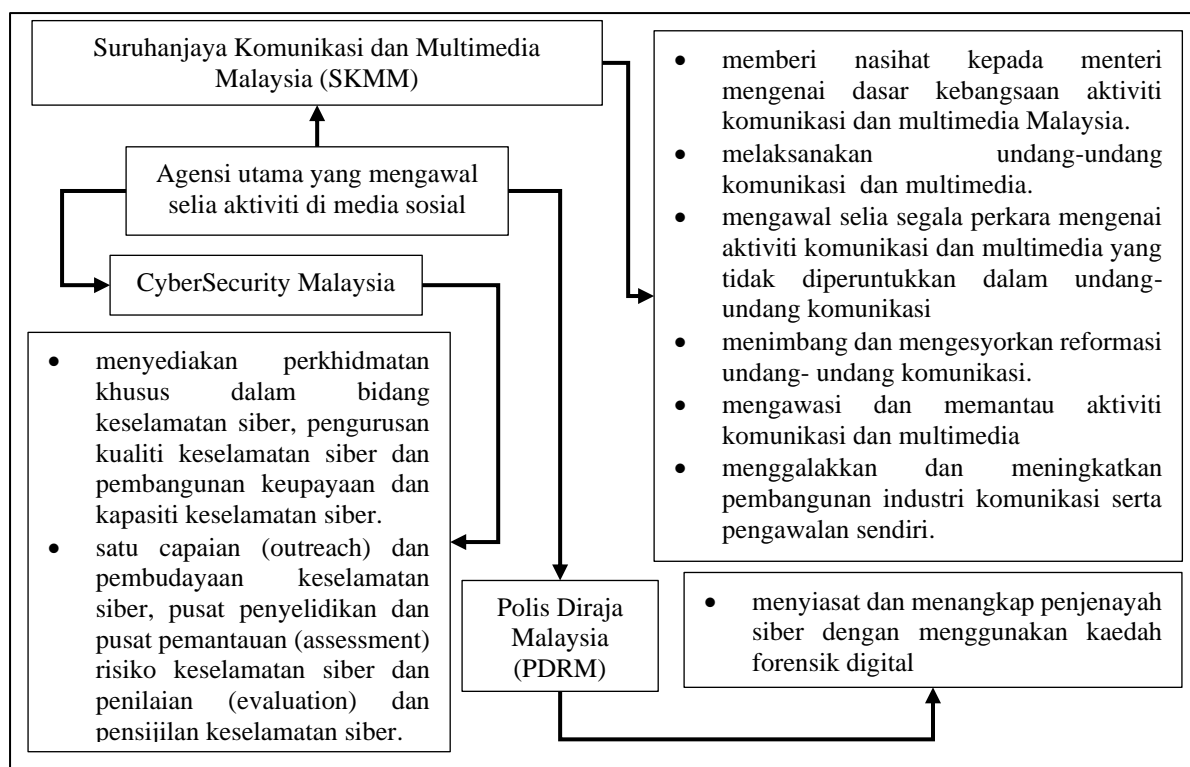 Suruhanjaya Komunikasi dan Multimedia
Malaysia (SKMM)
Agensi utama yang mengawal
selia aktiviti di media sosial
CyberSecurity Malaysia
• menyediakan perkhidmatan
khusus dalam bidang
keselamatan siber, pengurusan
kualiti keselamatan siber dan
pembangunan keupayaan dan
kapasiti keselamatan siber.
• satu capaian (outreach) dan
pembudayaan keselamatan
siber, pusat penyelidikan dan
pusat pemantauan (assessment)
risiko keselamatan siber dan
penilaian (evaluation) dan
pensijilan keselamatan siber.
• memberi nasihat kepada menteri
mengenai dasar kebangsaan aktiviti
komunikasi dan multimedia Malaysia.
• melaksanakan undang-undang
komunikasi dan multimedia.
• mengawal selia segala perkara mengenai
aktiviti komunikasi dan multimedia yang
tidak diperuntukkan dalam undang-
undang komunikasi
• menimbang dan mengesyorkan reformasi
undang- undang komunikasi.
• mengawasi dan memantau aktiviti
komunikasi dan multimedia
• menggalakkan dan meningkatkan
pembangunan industri komunikasi serta
pengawalan sendiri.
Polis Diraja
Malaysia
(PDRM)
• menyiasat dan menangkap penjenayah
siber dengan menggunakan kaedah
forensik digital